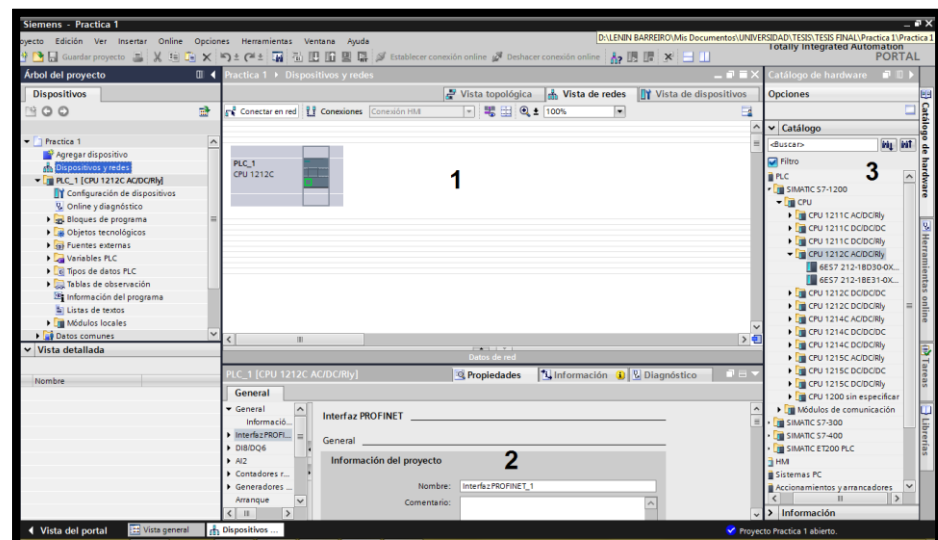 Siemens - Practica 1
D:\LENIN BARREIRO\Mis Documentos\UNIVERSIDAD\TESIS\TESIS FINAL\Practica 1\Practica 1
oyecto Edición Ver Insertar Online Opciones Herramientas Ventana Ayuda
Totally Integrated Automation
PORTAL
Guardar proyecto
Establecer conexión online
Deshacer conexión online
Árbol del proyecto
Dispositivos
Practica 1
Agregar dispositivo
Dispositivos y redes
PLC_1 [CPU 1212C AC/DC/Rly]
Configuración de dispositivos
Online y diagnóstico
Bloques de programa
Objetos tecnológicos
Fuentes externas
Variables PLC
Tipos de datos PLC
Tablas de observación
Información del programa
Listas de textos
Módulos locales
Datos comunes
Vista detallada
Nombre
Practica 1 Dispositivos y redes
Vista topológica
Vista de redes
Vista de dispositivos
Conectar en red
Conexiones
Conexión HMI
100%
PLC_1
CPU 1212C
1
Datos de red
PLC_1 [CPU 1212C AC/DC/Rly]
Propiedades
Información
Diagnóstico
General
General
Informació...
Interfaz PROFI...
DI8/DQ6
AI2
Contadores r...
Generadores ...
Arranque
Interfaz PROFINET
General
Información del proyecto
2
Nombre: Interfaz PROFINET_1
Comentario:
Catálogo de hardware
Opciones
Catálogo
<Buscar>
Filtro
3
PLC
SIMATIC S7-1200
CPU
CPU 1211C AC/DC/Rly
CPU 1211C DC/DC/DC
CPU 1211C DC/DC/Rly
CPU 1212C AC/DC/Rly
6ES7 212-1BD30-0X...
6ES7 212-1BE31-0X...
CPU 1212C DC/DC/DC
CPU 1212C DC/DC/Rly
CPU 1214C AC/DC/Rly
CPU 1214C DC/DC/DC
CPU 1214C DC/DC/Rly
CPU 1215C AC/DC/Rly
CPU 1215C DC/DC/DC
CPU 1215C DC/DC/Rly
CPU 1200 sin especificar
Módulos de comunicación
SIMATIC S7-300
SIMATIC S7-400
SIMATIC ET200 PLC
HMI
Sistemas PC
Accionamientos y arrancadores
Información
Catálogo de hardware
Herramientas online
Tareas
Librerías
Vista del portal
Vista general
Dispositivos ...
Proyecto Practica 1 abierto.